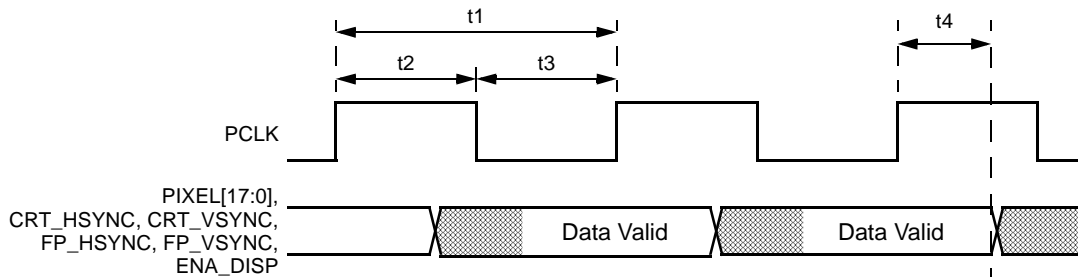 t1
t4
t2
t3
PCLK
PIXEL[17:0],
CRT_HSYNC, CRT_VSYNC,
FP_HSYNC, FP_VSYNC,
ENA_DISP
Data Valid
Data Valid